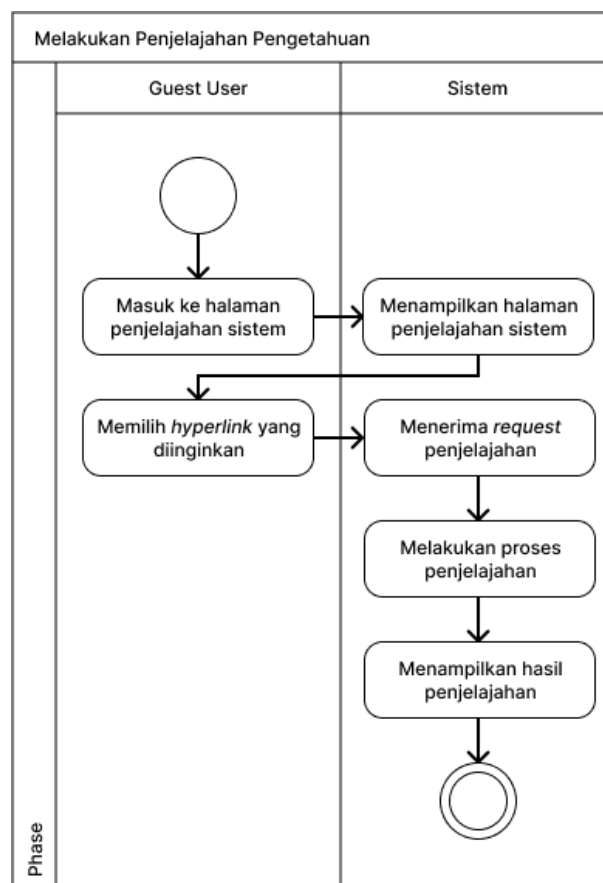 Melakukan Penjelajahan Pengetahuan
Guest User
Sistem
Masuk ke halaman
penjelajahan sistem
Menampilkan halaman
penjelajahan sistem
Memilih hyperlink yang
diinginkan
Menerima request
penjelajahan
Melakukan proses
penjelajahan
Menampilkan hasil
penjelajahan
Phase